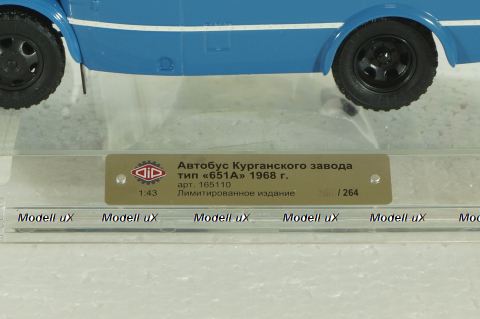 Автобус Курганского завода
тип «651А» 1968 г.
арт. 165110
DiP
1:43
Лимитированное издание
/ 264
Modell uX Modell uX Modell uX Modell uX Modell uX